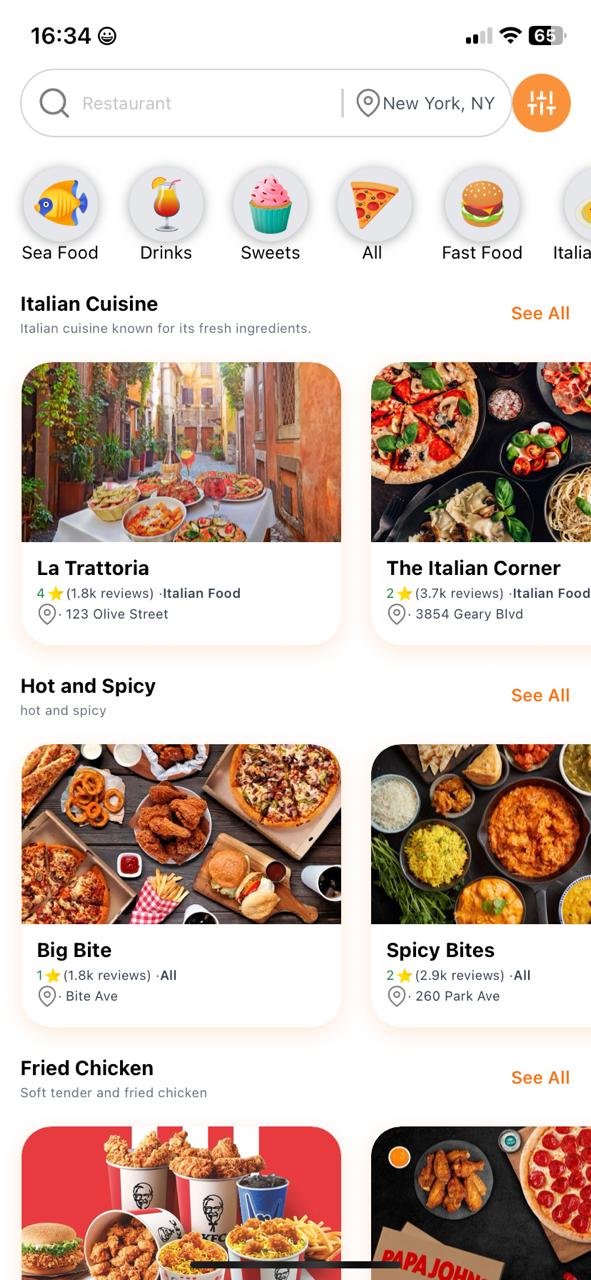 16:34
65
Restaurant
New York, NY
Sea Food
Drinks
Sweets
All
Fast Food
Italia
Italian Cuisine
See All
Italian cuisine known for its fresh ingredients.
La Trattoria
4 ⭐ (1.8k reviews) ·Italian Food
· 123 Olive Street
The Italian Corner
2 ⭐ (3.7k reviews) ·Italian Food
· 3854 Geary Blvd
Hot and Spicy
See All
hot and spicy
Big Bite
1 ⭐ (1.8k reviews) ·All
· Bite Ave
Spicy Bites
2 ⭐ (2.9k reviews) ·All
· 260 Park Ave
Fried Chicken
See All
Soft tender and fried chicken
KFC
PAPA JOHN